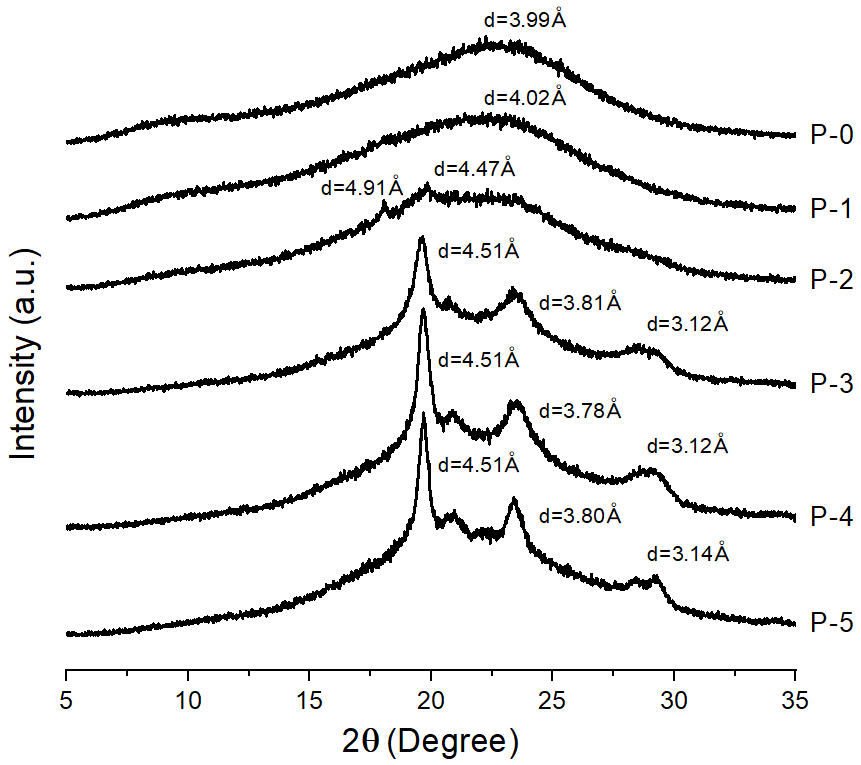 d=3.99Å
P-0
d=4.02Å
P-1
d=4.91Å
d=4.47Å
P-2
d=4.51Å
d=3.81Å
d=3.12Å
P-3
d=4.51Å
d=3.78Å
d=3.12Å
P-4
d=4.51Å
d=3.80Å
d=3.14Å
P-5
Intensity (a.u.)
5
10
15
20
25
30
35
2θ (Degree)